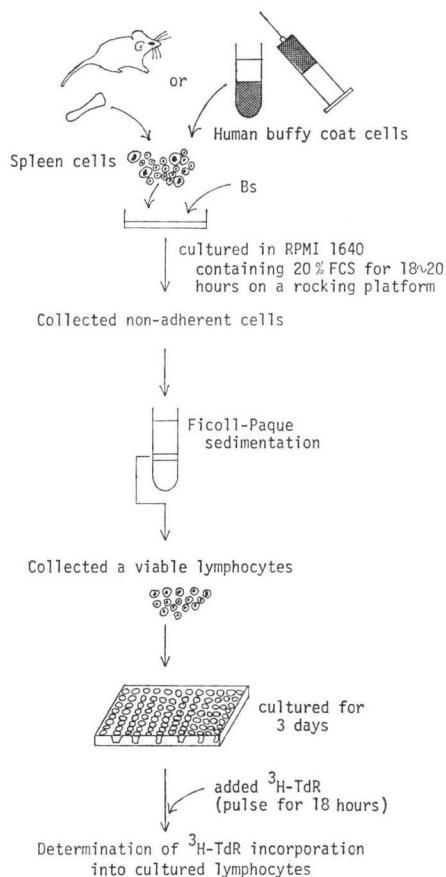 or
Human buffy coat cells
Spleen cells
Bs
cultured in RPMI 1640
containing 20 % FCS for 18~20
hours on a rocking platform
Collected non-adherent cells
Ficoll-Paque
sedimentation
Collected a viable lymphocytes
cultured for
3 days
added ³H-TdR
(pulse for 18 hours)
Determination of ³H-TdR incorporation
into cultured lymphocytes